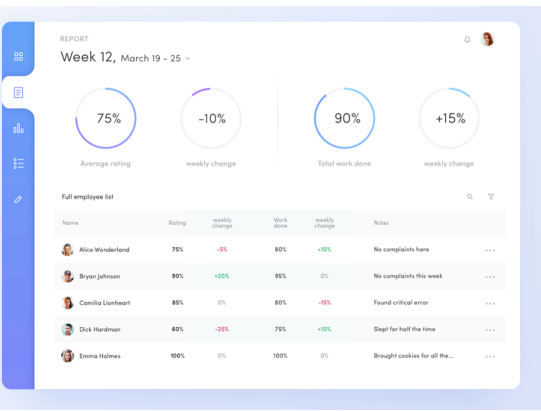 REPORT
Week 12, March 19 - 25
75%
-10%
90%
+15%
Average rating
weekly change
Total work done
weekly change
Full employee list
Name Rating weekly change Work done weekly change Notes
Alice Wonderland 75% -5% 80% +10% No complaints here
Bryan Johnson 90% +20% 95% 0% No complaints this week
Camilia Lionheart 85% 0% 80% -15% Found critical error
Dick Hardman 60% -25% 75% +10% Slept for half the time
Emma Holmes 100% 0% 100% 0% Brought cookies for all the...